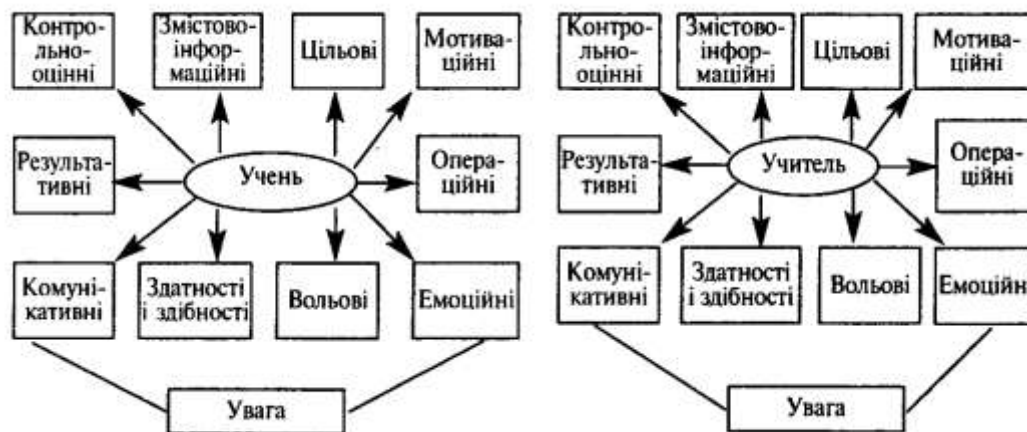 Контро-
льно-
оцінні
Змістово-
інфор-
маційні
Цільові
Мотива-
ційні
Результа-
тивні
Учень
Опера-
ційні
Комуні-
кативні
Здатності
і здібності
Вольові
Емоційні
Увага
Контро-
льно-
оцінні
Змістово-
інфор-
маційні
Цільові
Мотива-
ційні
Результа-
тивні
Учитель
Опера-
ційні
Комуні-
кативні
Здатності
і здібності
Вольові
Емоційні
Увага